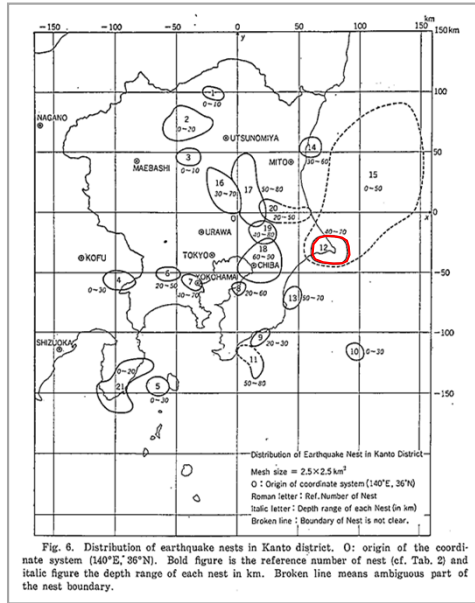 -150 -100 -50 0 50 100 150 km
km
150
y
NAGANO
1
0~10
2
0~20
UTSUNOMIYA
100
3
0~10
MAEBASHI
MITO
14
30~60
50
16
30~70
17
50~80
15
0~50
20
20~50
0
O
x
URAWA
19
40~80
18
60~90
40~70
12
KOFU
TOKYO
CHIBA
YOKOHAMA
4
0~30
6
20~50
7
40~70
8
20~60
13
50~70
-50
SHIZUOKA
9
20~30
10
0~30
-100
11
50~80
0~20
21
5
0~30
-150
Distribution of Earthquake Nest in Kanto District
Mesh size = 2.5×2.5 km²
O : Origin of coordinate system (140°E, 36°N)
Roman letter : Ref. Number of Nest
Italic letter : Depth range of each Nest (in km)
Broken line : Boundary of Nest is not clear.
Fig. 6. Distribution of earthquake nests in Kanto district. O: origin of the coordi-
nate system (140°E, 36°N). Bold figure is the reference number of nest (cf. Tab. 2) and
italic figure the depth range of each nest in km. Broken line means ambiguous part of
the nest boundary.